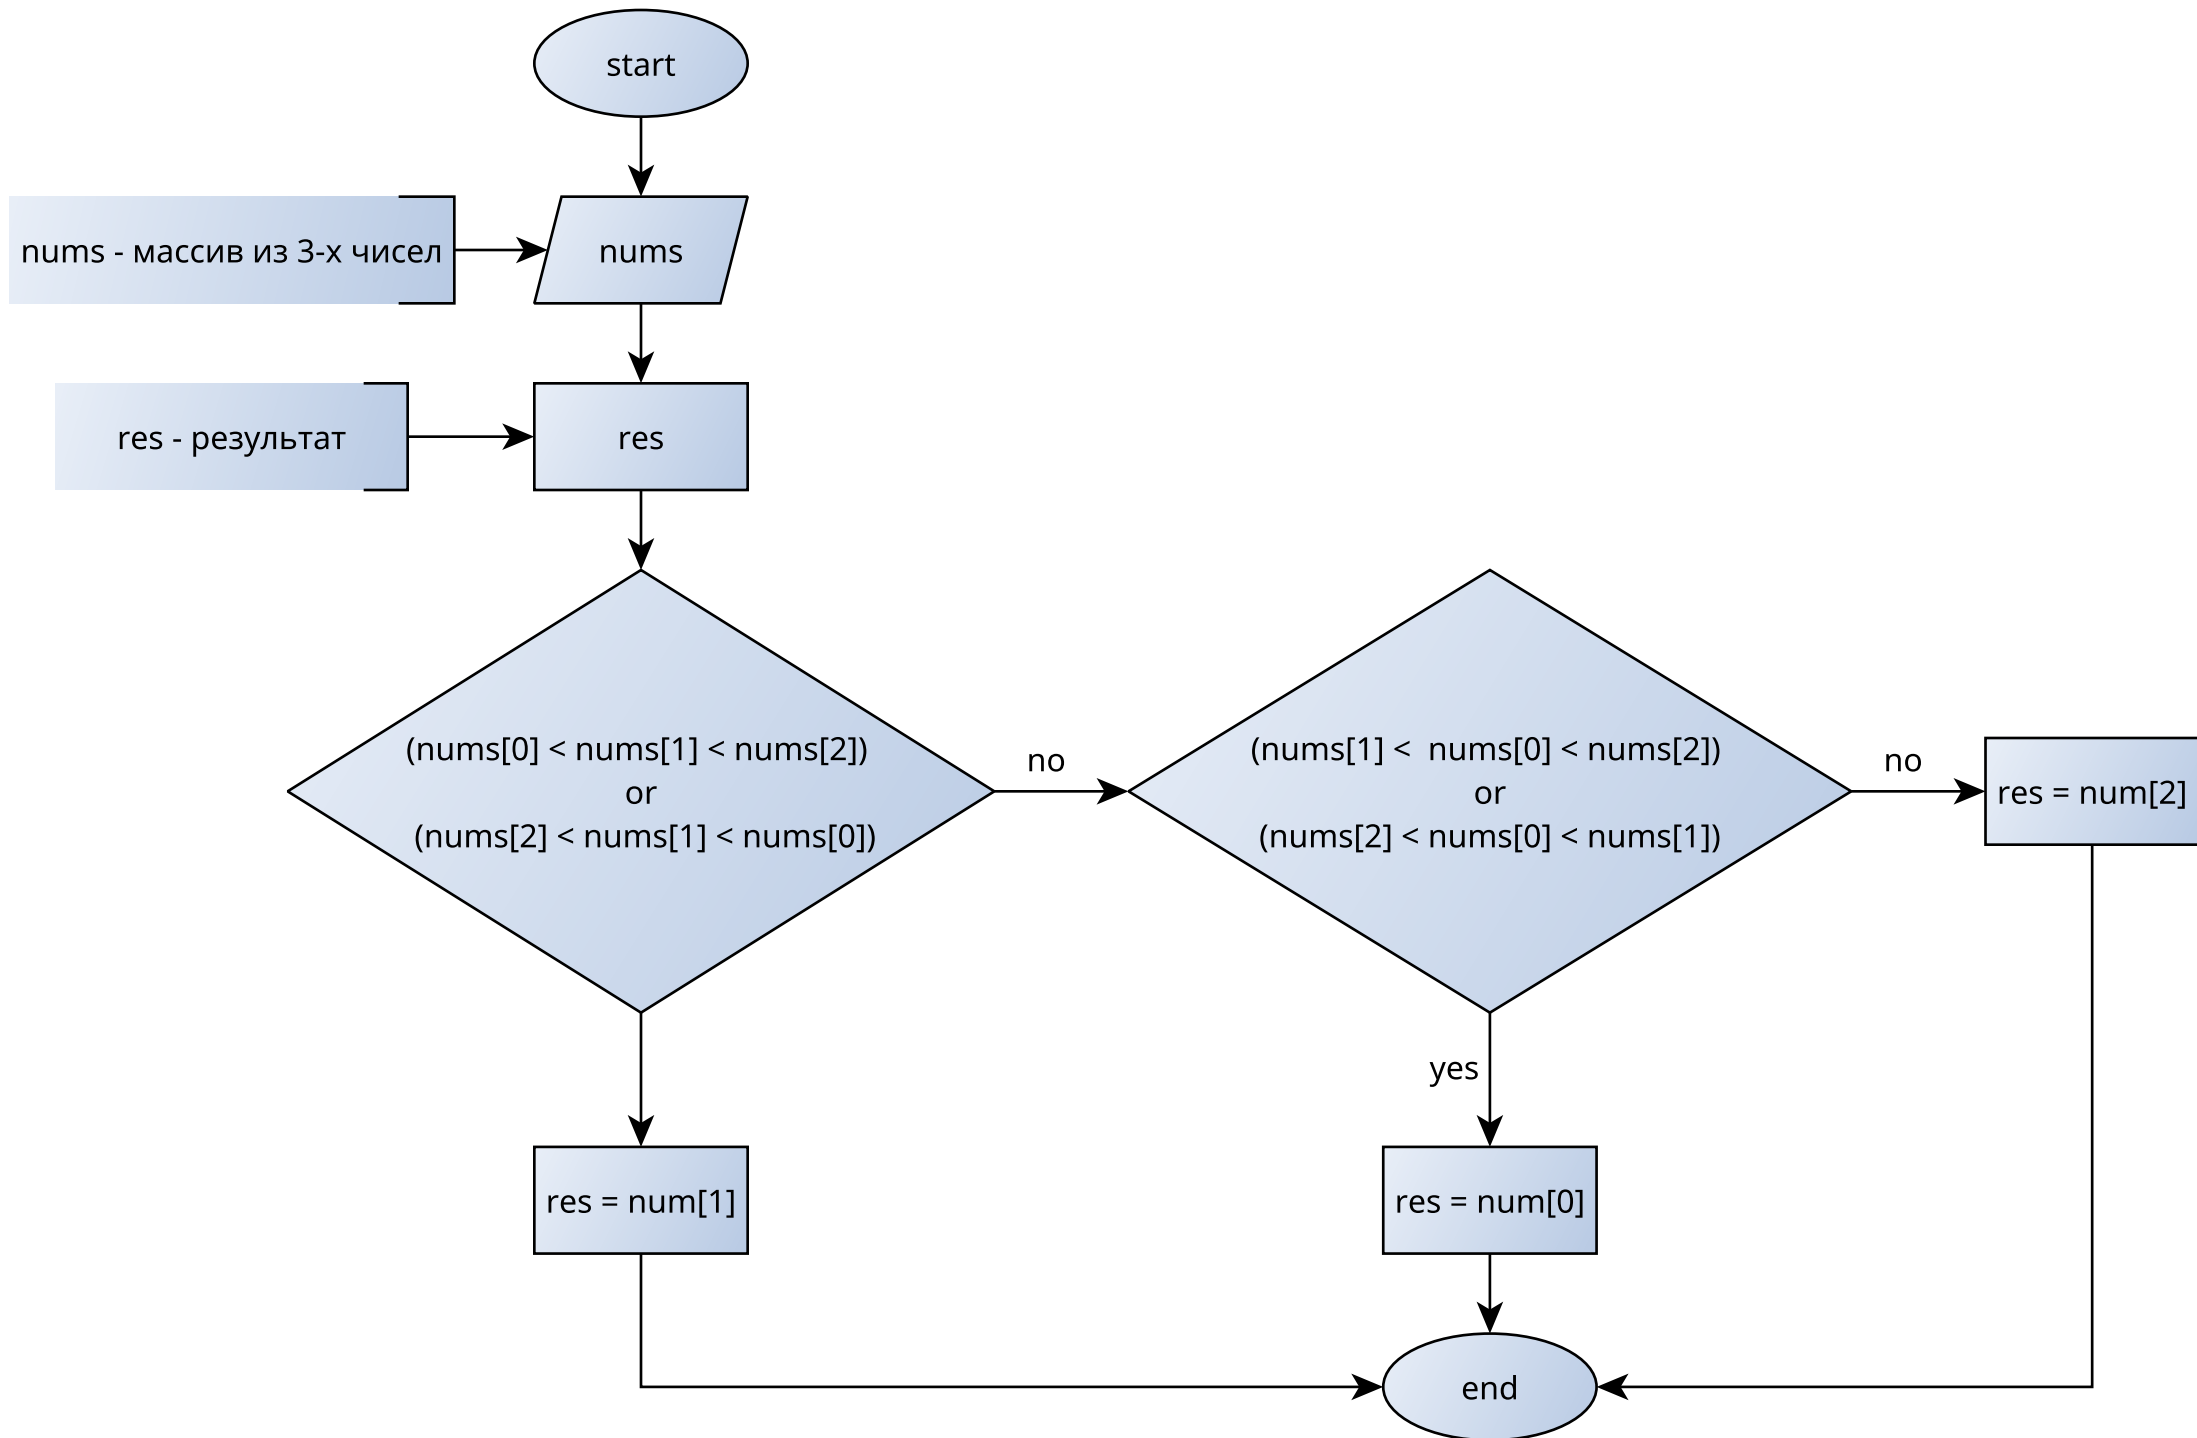 start
nums - массив из 3-х чисел
nums
res - результат
res
(nums[0] < nums[1] < nums[2])
or
(nums[2] < nums[1] < nums[0])
no
(nums[1] <  nums[0] < nums[2])
or
(nums[2] < nums[0] < nums[1])
no
res = num[2]
yes
res = num[1]
res = num[0]
end